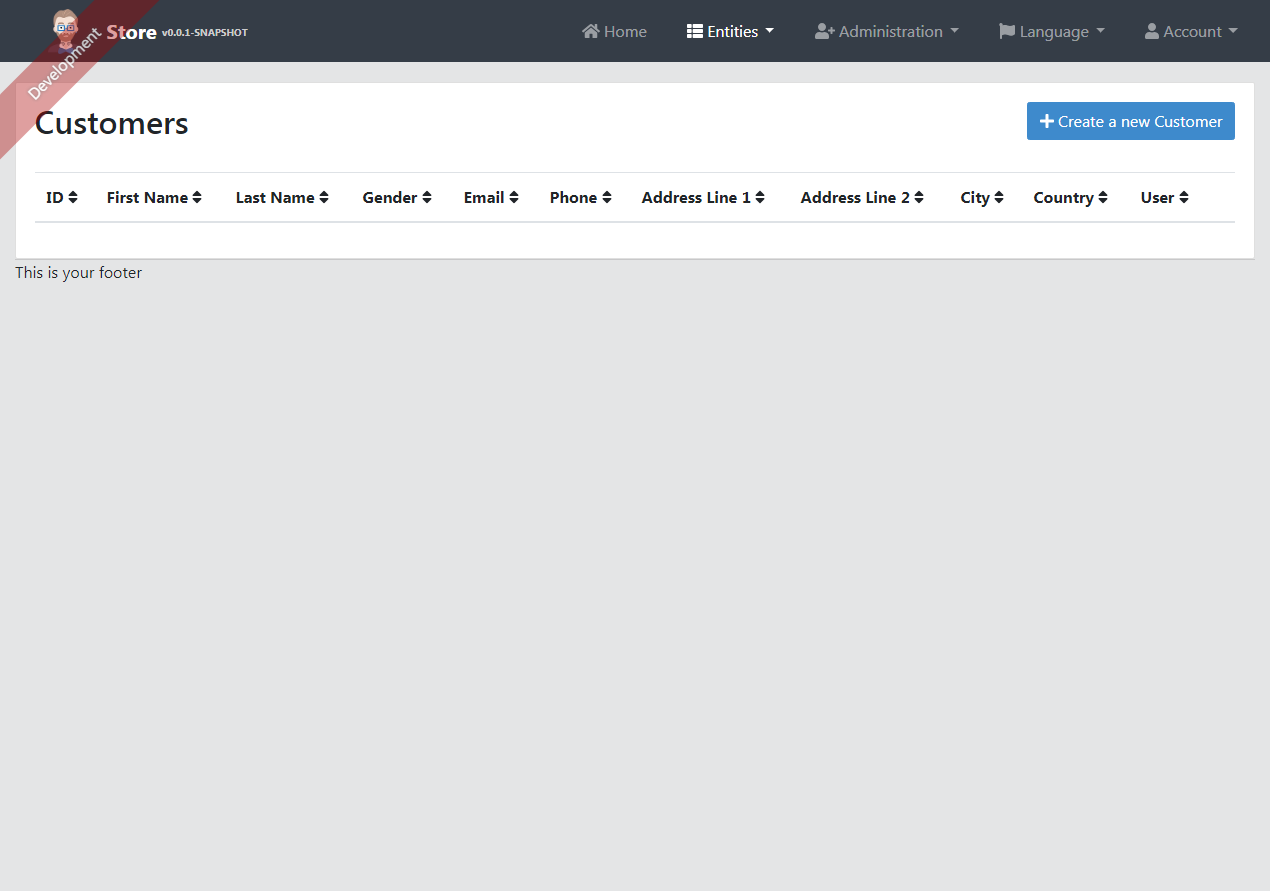 Development
Store v0.0.1-SNAPSHOT Home Entities Administration Language Account
Customers Create a new Customer
ID First Name Last Name Gender Email Phone Address Line 1 Address Line 2 City Country User
This is your footer